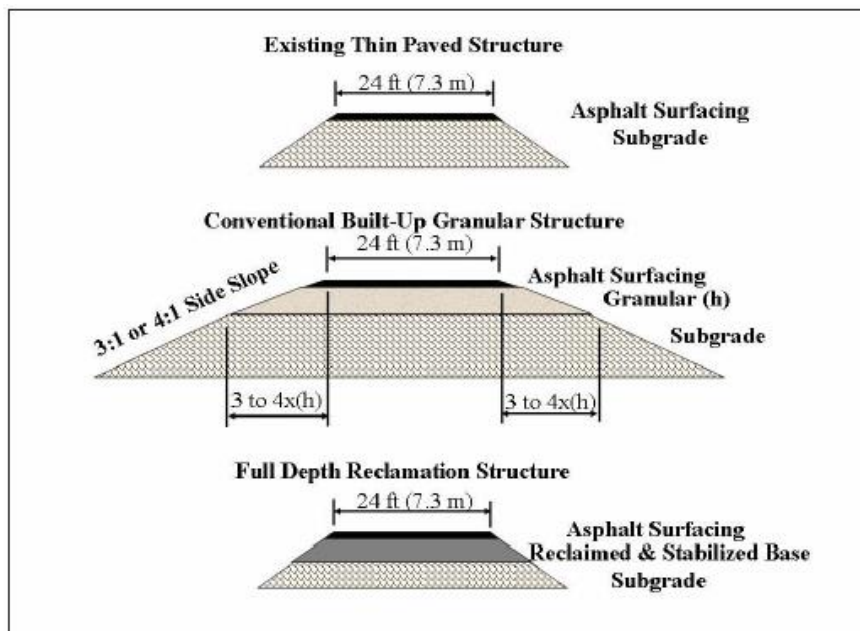 Existing Thin Paved Structure
24 ft (7.3 m)
Asphalt Surfacing
Subgrade
Conventional Built-Up Granular Structure
24 ft (7.3 m)
3:1 or 4:1 Side Slope
Asphalt Surfacing
Granular (h)
Subgrade
3 to 4x(h)
3 to 4x(h)
Full Depth Reclamation Structure
24 ft (7.3 m)
Asphalt Surfacing
Reclaimed & Stabilized Base
Subgrade